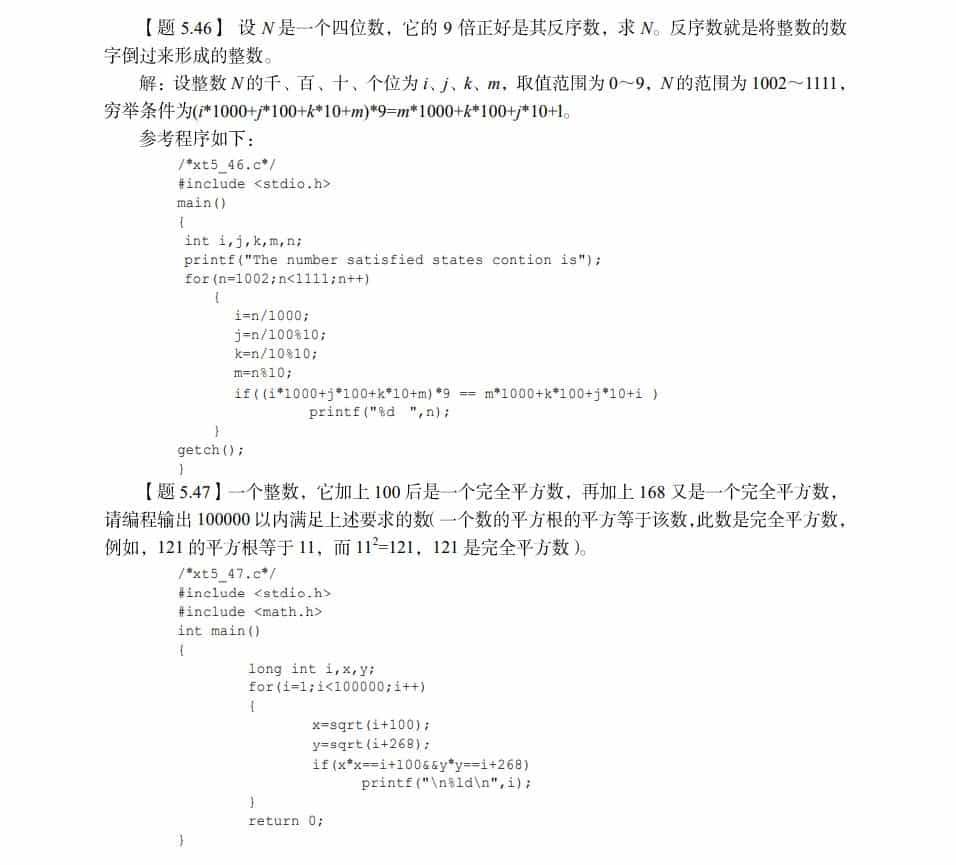 【题 5.46】 设 N 是一个四位数，它的 9 倍正好是其反序数，求 N。反序数就是将整数的数
字倒过来形成的整数。
解：设整数 N 的千、百、十、个位为 i、j、k、m，取值范围为 0～9，N 的范围为 1002～1111，
穷举条件为(i*1000+j*100+k*10+m)*9=m*1000+k*100+j*10+l。
参考程序如下：
/*xt5_46.c*/
#include <stdio.h>
main()
{
int i,j,k,m,n;
printf("The number satisfied states contion is");
for(n=1002;n<1111;n++)
{
i=n/1000;
j=n/100%10;
k=n/10%10;
m=n%10;
if((i*1000+j*100+k*10+m)*9 == m*1000+k*100+j*10+i )
printf("%d  ",n);
}
getch();
}
【题 5.47】一个整数，它加上 100 后是一个完全平方数，再加上 168 又是一个完全平方数，
请编程输出 100000 以内满足上述要求的数（一个数的平方根的平方等于该数，此数是完全平方数，
例如，121 的平方根等于 11，而 11²=121，121 是完全平方数）。
/*xt5_47.c*/
#include <stdio.h>
#include <math.h>
int main()
{
long int i,x,y;
for(i=1;i<100000;i++)
{
x=sqrt(i+100);
y=sqrt(i+268);
if(x*x==i+100&&y*y==i+268)
printf("\n%ld\n",i);
}
return 0;
}